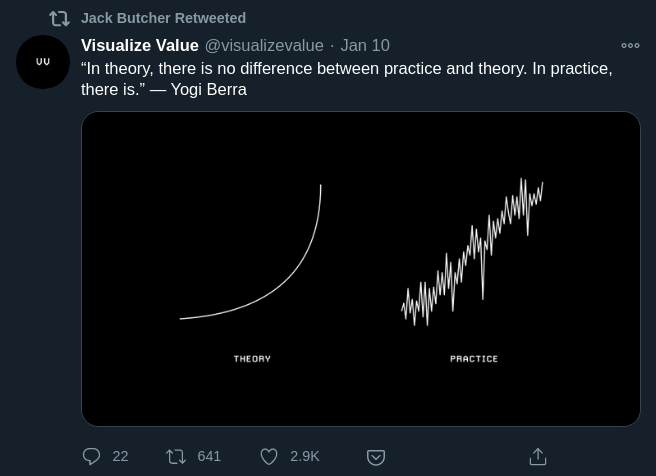 Jack Butcher Retweeted
Visualize Value @visualizevalue · Jan 10
“In theory, there is no difference between practice and theory. In practice,
there is.” — Yogi Berra
THEORY
PRACTICE
22
641
2.9K